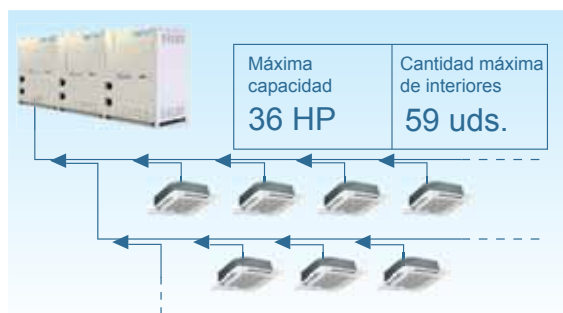 Máxima
capacidad
36 HP
Cantidad máxima
de interiores
59 uds.